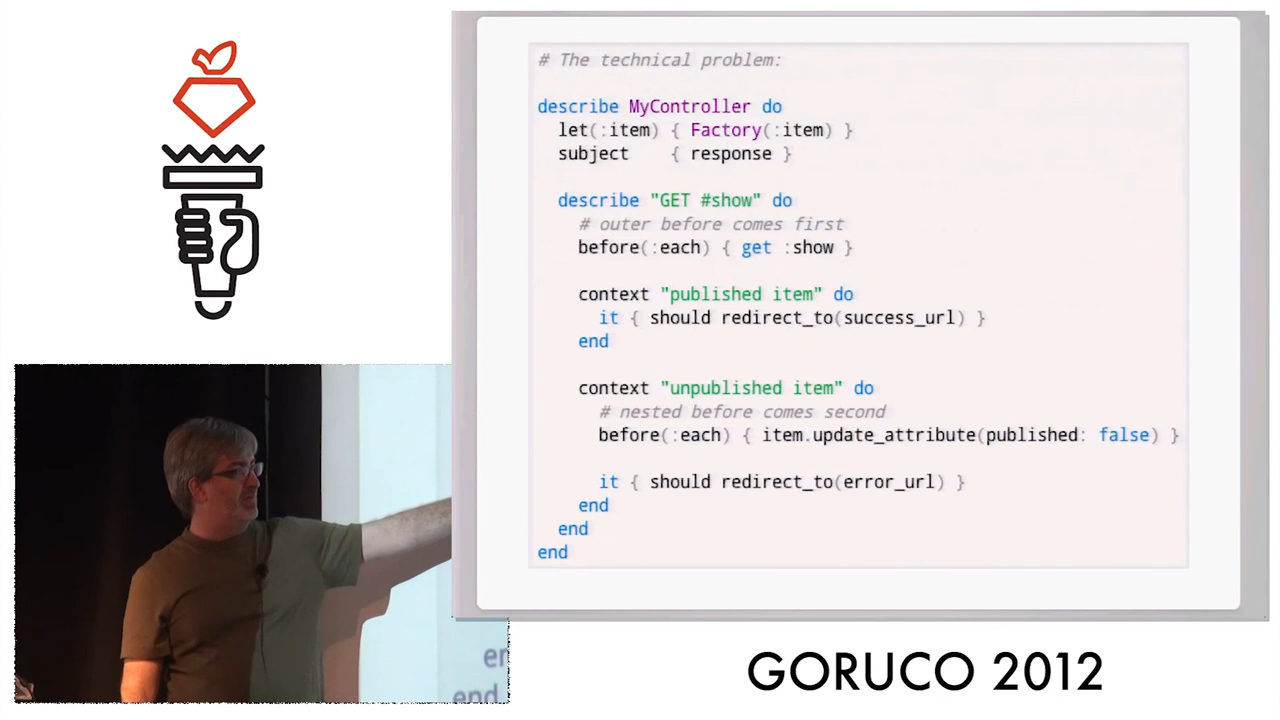 # The technical problem:
describe MyController do
  let(:item) { Factory(:item) }
  subject    { response }
  describe "GET #show" do
    # outer before comes first
    before(:each) { get :show }
    context "published item" do
      it { should redirect_to(success_url) }
    end
    context "unpublished item" do
      # nested before comes second
      before(:each) { item.update_attribute(published: false) }
      it { should redirect_to(error_url) }
    end
  end
end
end
GORUCO 2012